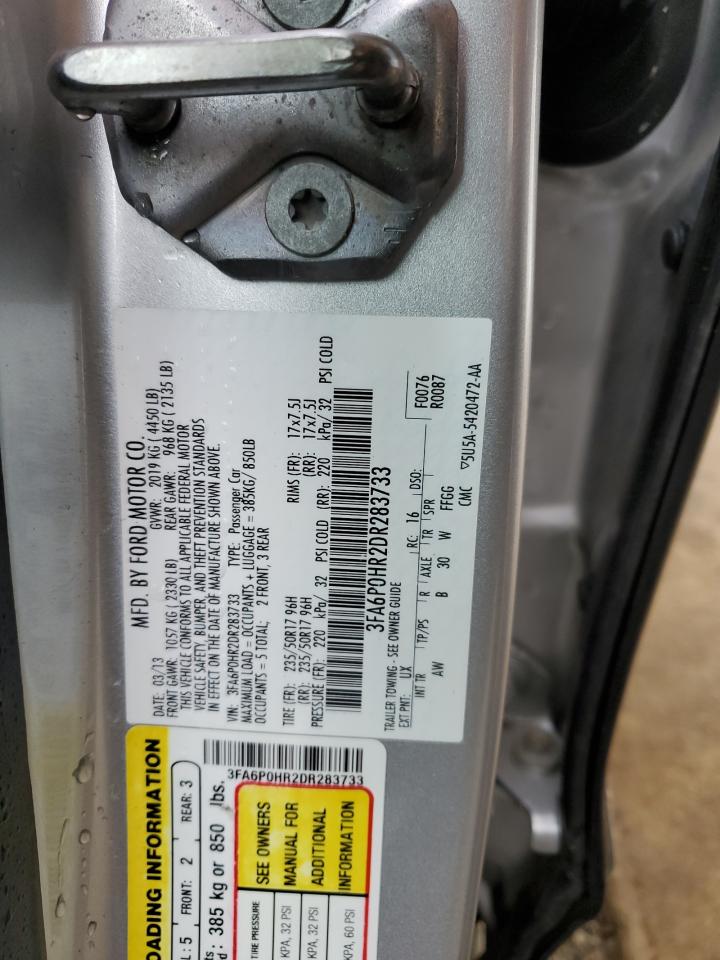 MFD. BY FORD MOTOR CO.
DATE: 03/13 GVWR: 2019 KG ( 4450 LB)
FRONT GAWR: 1057 KG ( 2330 LB) REAR GAWR: 968 KG ( 2135 LB)
THIS VEHICLE CONFORMS TO ALL APPLICABLE FEDERAL MOTOR
VEHICLE SAFETY, BUMPER, AND THEFT PREVENTION STANDARDS
IN EFFECT ON THE DATE OF MANUFACTURE SHOWN ABOVE.
VIN: 3FA6P0HR2DR283733 TYPE: Passenger Car
MAXIMUM LOAD = OCCUPANTS + LUGGAGE = 385KG/ 850LB
OCCUPANTS = 5 TOTAL: 2 FRONT, 3 REAR
TIRE (FR): 235/50R17 96H RIMS (FR): 17x7.5J
(RR): 235/50R17 96H (RR): 17x7.5J
PRESSURE (FR): 220 kPa/ 32 PSI COLD (RR): 220 kPa/ 32 PSI COLD
3FA6P0HR2DR283733
F0076
R0087
TRAILER TOWING - SEE OWNER GUIDE
EXT PNT: UX RC: 16 DSO:
INT TR TP/PS R AXLE TR SPR
AW B 30 W FFGG
CMC ▽5U5A-5420472-AA
OADING INFORMATION
L : 5 FRONT: 2 REAR: 3
ts
d : 385 kg or 850 lbs.
3FA6P0HR2DR283733
TIRE PRESSURE
KPA, 32 PSI
KPA, 32 PSI
KPA, 60 PSI
SEE OWNERS
MANUAL FOR
ADDITIONAL
INFORMATION